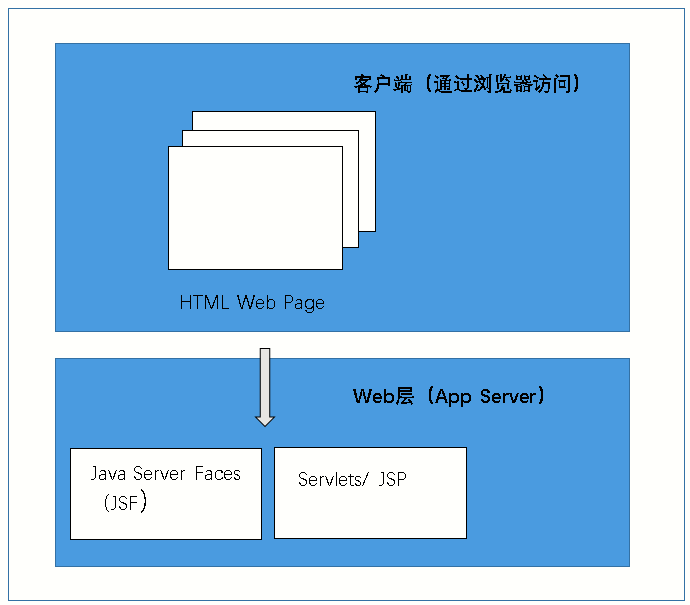 客户端（通过浏览器访问）
HTML Web Page
Web层（App Server）
Java Server Faces
（JSF）
Servlets/ JSP